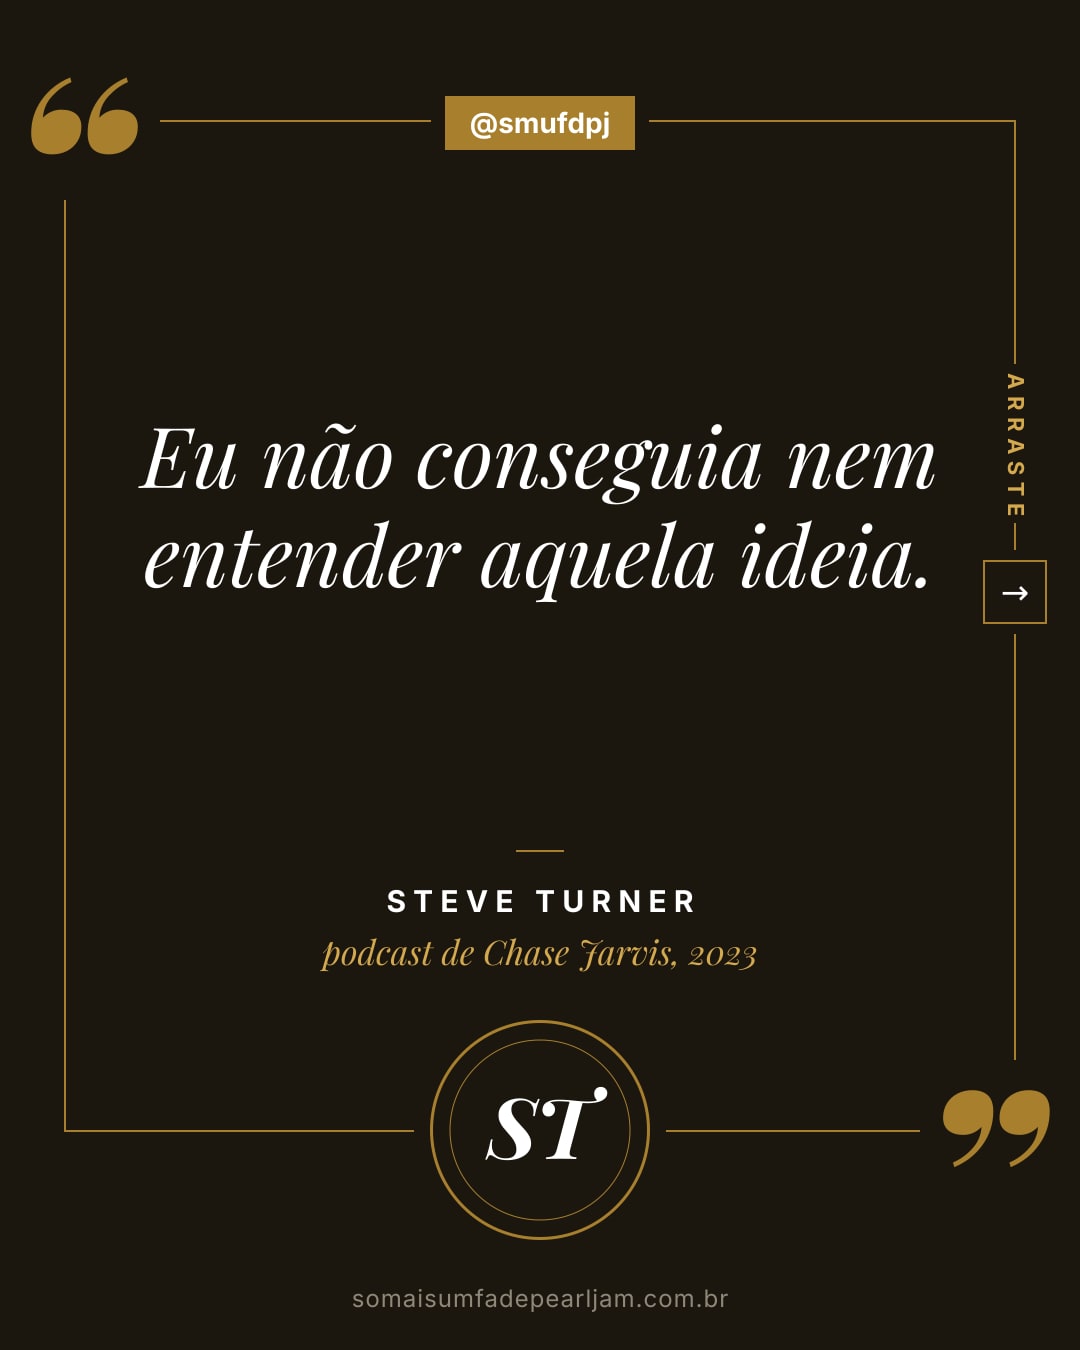 “
@smufdpj
Eu não conseguia nem
entender aquela ideia.
ARRASTE
→
STEVE TURNER
podcast de Chase Jarvis, 2023
ST
”
somaisumfadepearljam.com.br